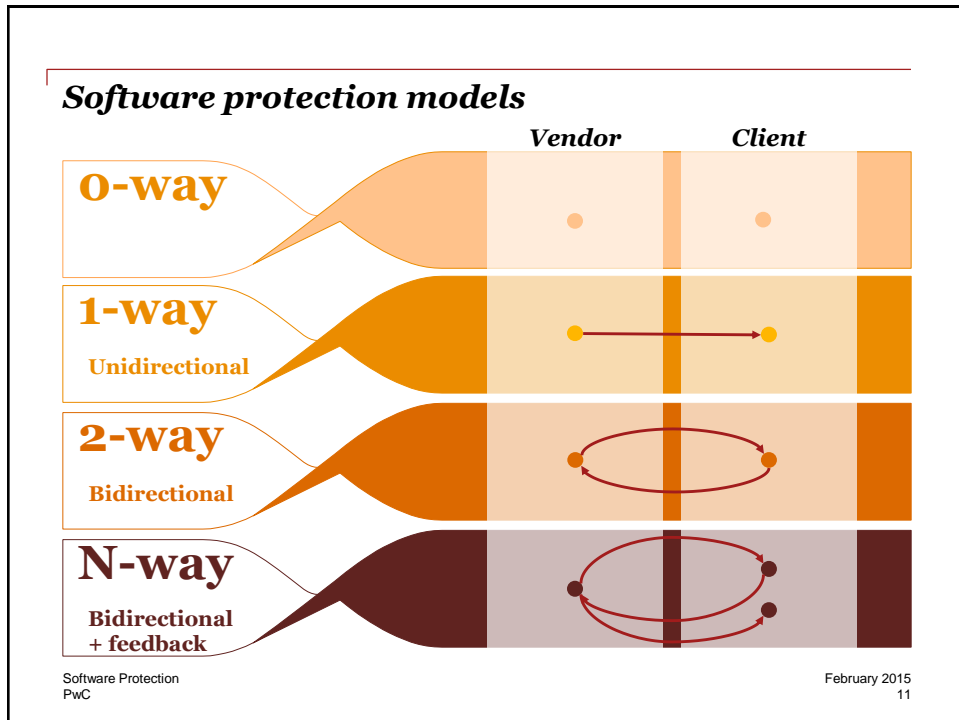 Software protection models
Vendor Client
0-way
1-way
Unidirectional
2-way
Bidirectional
N-way
Bidirectional
+ feedback
Software Protection February 2015
PwC 11